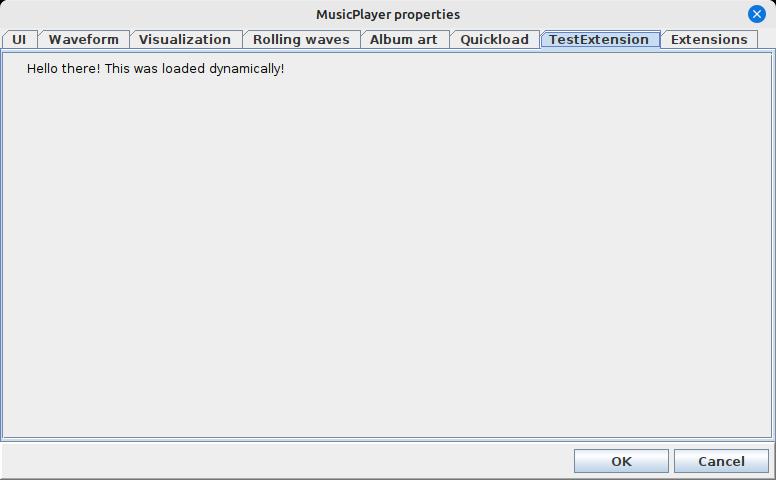 MusicPlayer properties
UI Waveform Visualization Rolling waves Album art Quickload TestExtension Extensions
Hello there! This was loaded dynamically!
OK Cancel